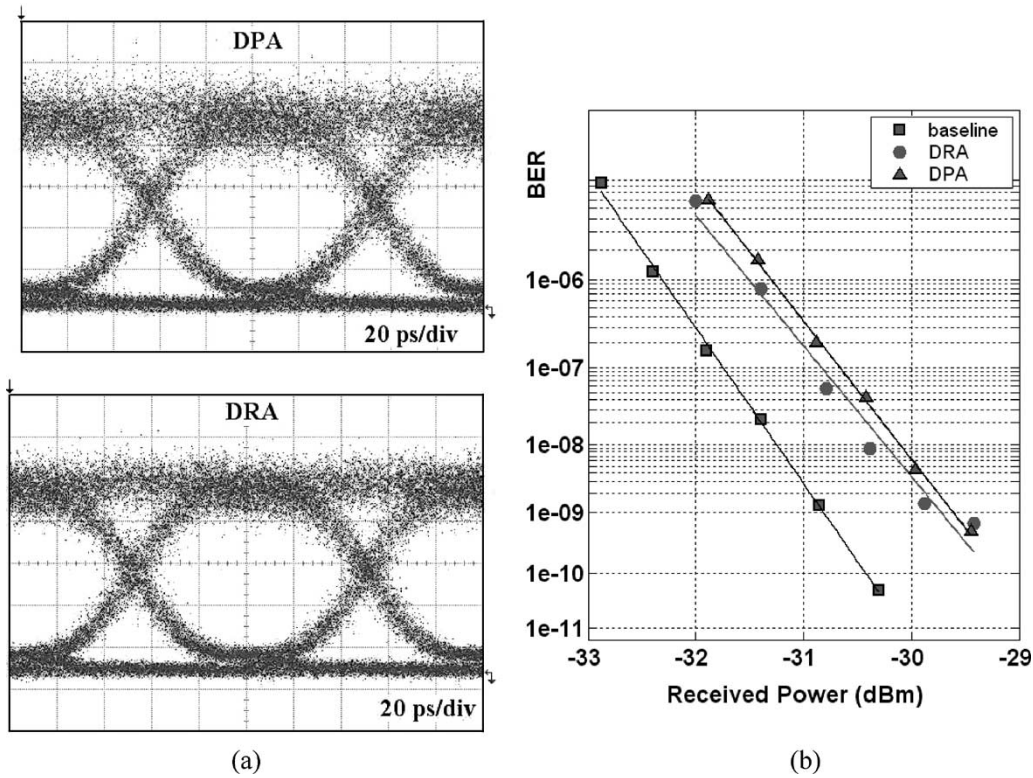 DPA
20 ps/div
DRA
20 ps/div
(a)
BER
baseline
DRA
DPA
1e-06
1e-07
1e-08
1e-09
1e-10
1e-11
-33
-32
-31
-30
-29
Received Power (dBm)
(b)